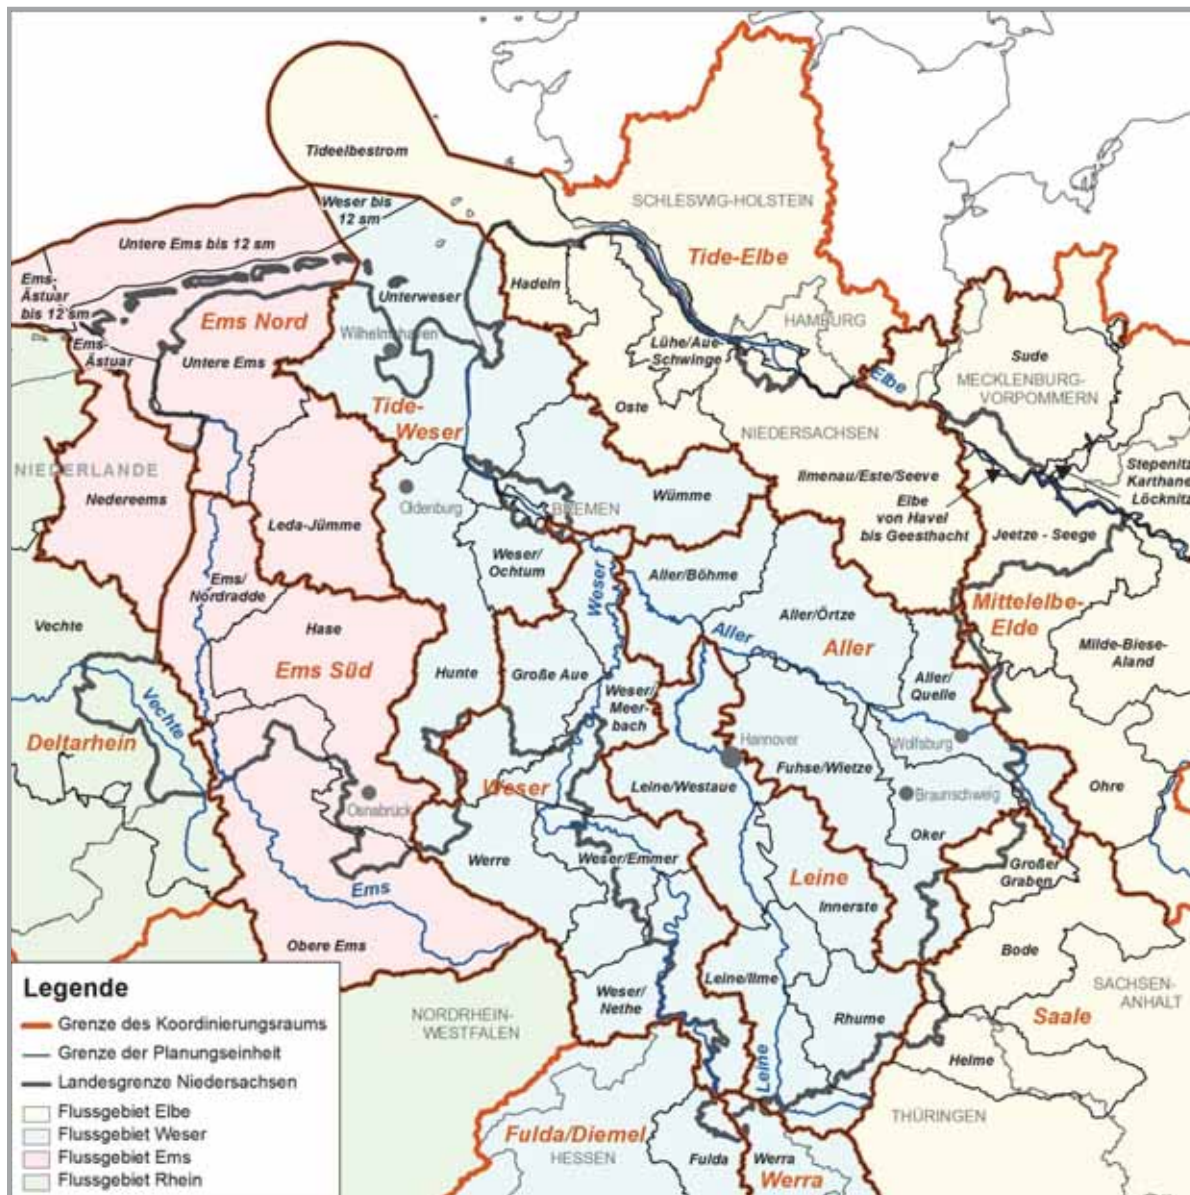 Tideelbestrom
SCHLESWIG-HOLSTEIN
Weser bis
12 sm
Untere Ems bis 12 sm
Tide-Elbe
Ems-
Ästuar
bis 12 sm
Unterweser
Hadeln
Ems Nord
HAMBURG
Wilhelmshaven
Ems-
Ästuar
Untere Ems
Lühe/Aue-
Schwinge
Sude
Elbe
MECKLENBURG-
VORPOMMERN
Oste
Tide-
Weser
NIEDERSACHSEN
NIEDERLANDE
Nedereems
Stepenitz
Karthane
Löcknitz
Ilmenau/Este/Seeve
Wümme
Elbe
von Havel
bis Geesthacht
Oldenburg
BREMEN
Leda-Jümme
Jeetze - Seege
Weser/
Ochtum
Weser
Aller/Böhme
Ems/
Nordradde
Mittelelbe-
Elde
Vechte
Hase
Aller
Aller/Örtze
Aller
Milde-Biese-
Aland
Ems Süd
Hunte
Große Aue
Aller/
Quelle
Weser/
Meer-
bach
Vechte
Deltarhein
Hannover
Wolfsburg
Fuhse/Wietze
Weser
Leine/Westaue
Ohre
Osnabrück
Braunschweig
Oker
Werre
Weser/Emmer
Großer
Graben
Leine
Ems
Innerste
Obere Ems
Bode
Leine/Ilme
SACHSEN-
ANHALT
Weser/
Nethe
NORDRHEIN-
WESTFALEN
Rhume
Saale
Helme
Leine
THÜRINGEN
Fulda/Diemel
HESSEN
Fulda
Werra
Werra
Legende
Grenze des Koordinierungsraums
Grenze der Planungseinheit
Landesgrenze Niedersachsen
Flussgebiet Elbe
Flussgebiet Weser
Flussgebiet Ems
Flussgebiet Rhein